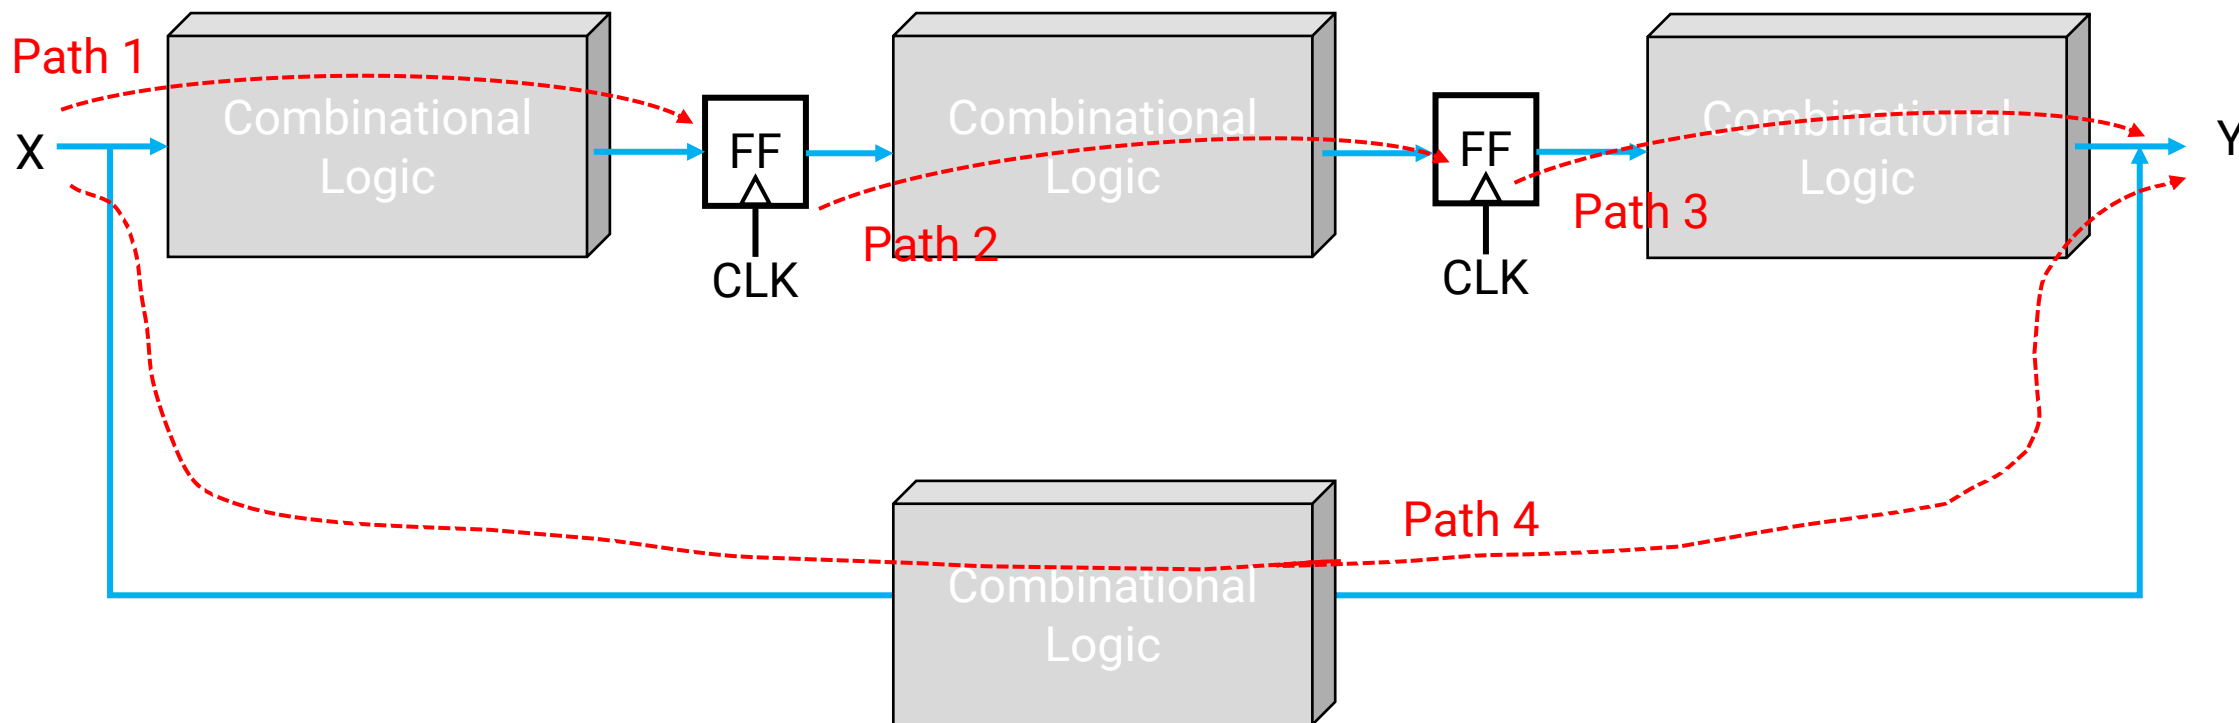 Path 1
Combinational
Logic
Combinational
Logic
Combinational
Logic
X
FF
FF
Y
Path 2
Path 3
CLK
CLK
Path 4
Combinational
Logic